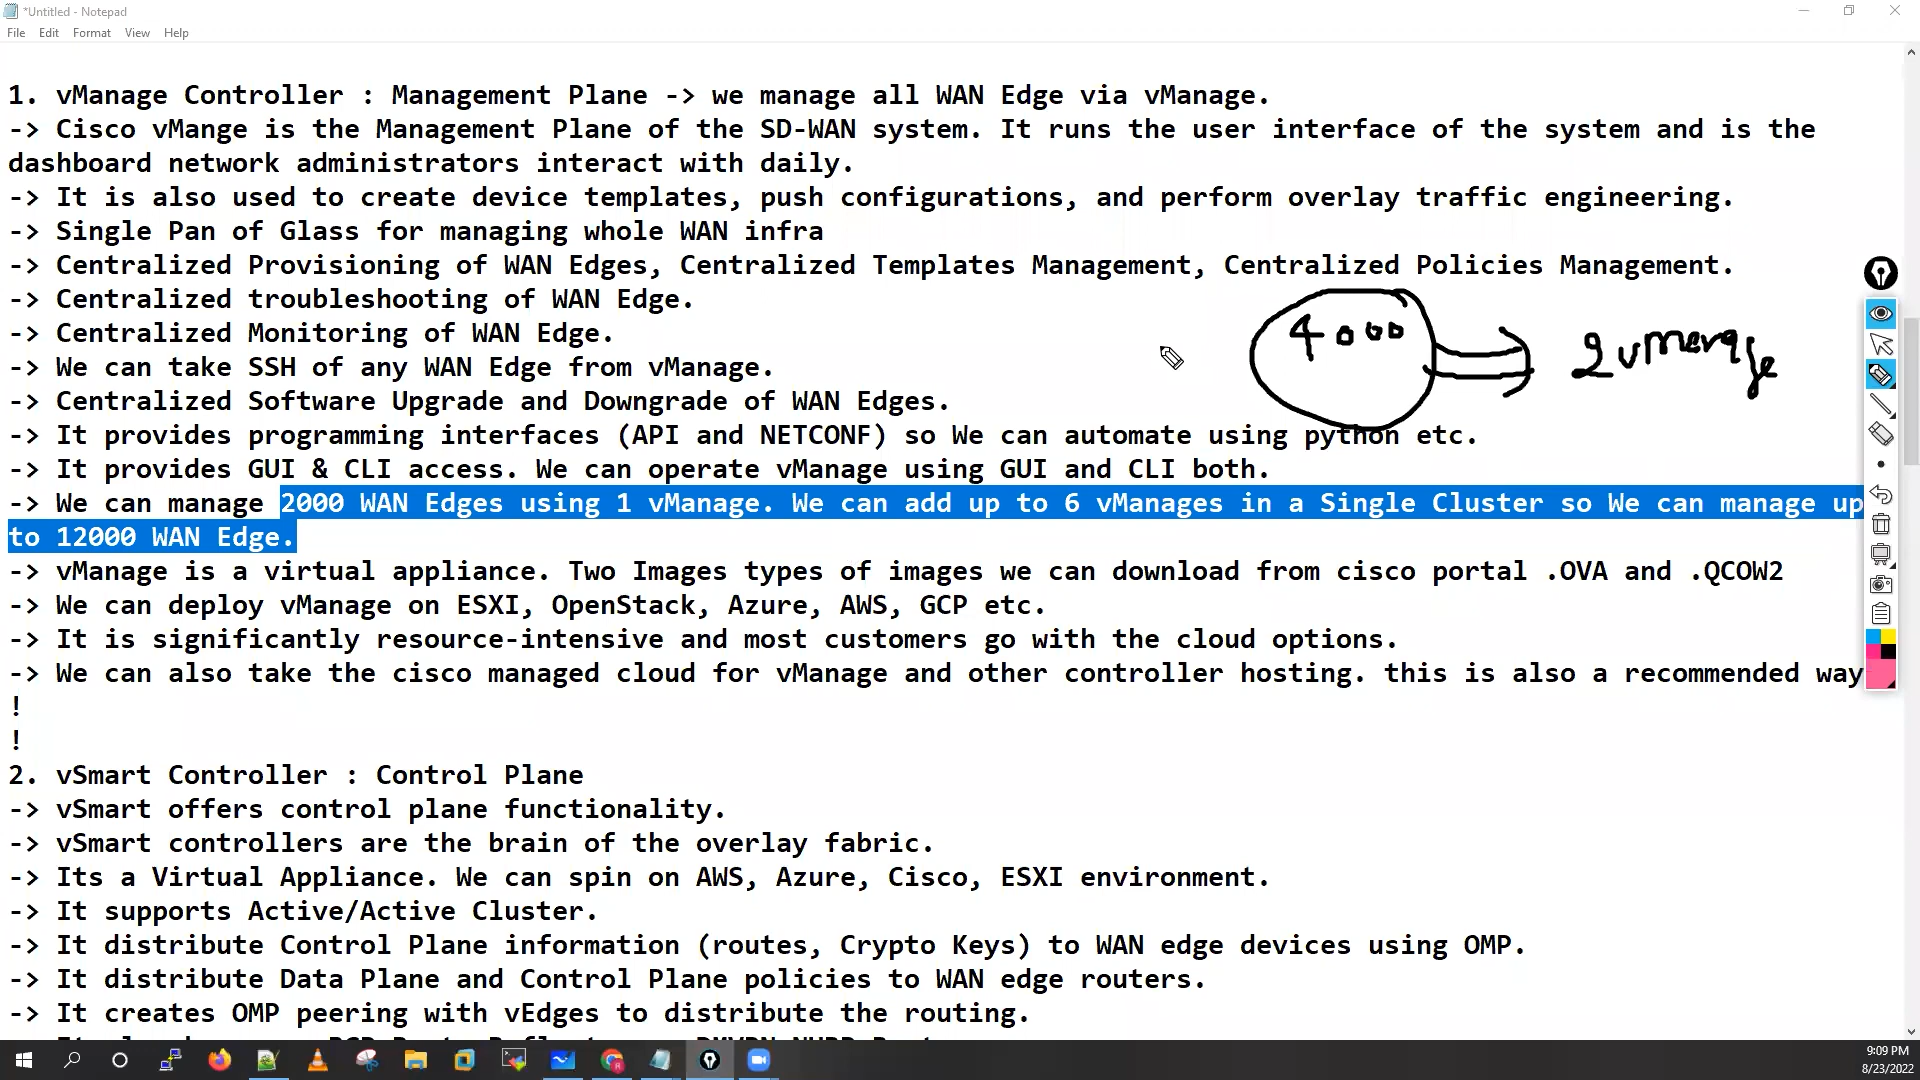 *Untitled - Notepad
File Edit Format View Help
1. vManage Controller : Management Plane -> we manage all WAN Edge via vManage.
-> Cisco vMange is the Management Plane of the SD-WAN system. It runs the user interface of the system and is the
dashboard network administrators interact with daily.
-> It is also used to create device templates, push configurations, and perform overlay traffic engineering.
-> Single Pan of Glass for managing whole WAN infra
-> Centralized Provisioning of WAN Edges, Centralized Templates Management, Centralized Policies Management.
-> Centralized troubleshooting of WAN Edge.
-> Centralized Monitoring of WAN Edge.
4000
2 vmanage
-> We can take SSH of any WAN Edge from vManage.
-> Centralized Software Upgrade and Downgrade of WAN Edges.
-> It provides programming interfaces (API and NETCONF) so We can automate using python etc.
-> It provides GUI & CLI access. We can operate vManage using GUI and CLI both.
-> We can manage 2000 WAN Edges using 1 vManage. We can add up to 6 vManages in a Single Cluster so We can manage up
to 12000 WAN Edge.
-> vManage is a virtual appliance. Two Images types of images we can download from cisco portal .OVA and .QCOW2
-> We can deploy vManage on ESXI, OpenStack, Azure, AWS, GCP etc.
-> It is significantly resource-intensive and most customers go with the cloud options.
-> We can also take the cisco managed cloud for vManage and other controller hosting. this is also a recommended way
!
!
2. vSmart Controller : Control Plane
-> vSmart offers control plane functionality.
-> vSmart controllers are the brain of the overlay fabric.
-> Its a Virtual Appliance. We can spin on AWS, Azure, Cisco, ESXI environment.
-> It supports Active/Active Cluster.
-> It distribute Control Plane information (routes, Crypto Keys) to WAN edge devices using OMP.
-> It distribute Data Plane and Control Plane policies to WAN edge routers.
-> It creates OMP peering with vEdges to distribute the routing.
9:09 PM
8/23/2022